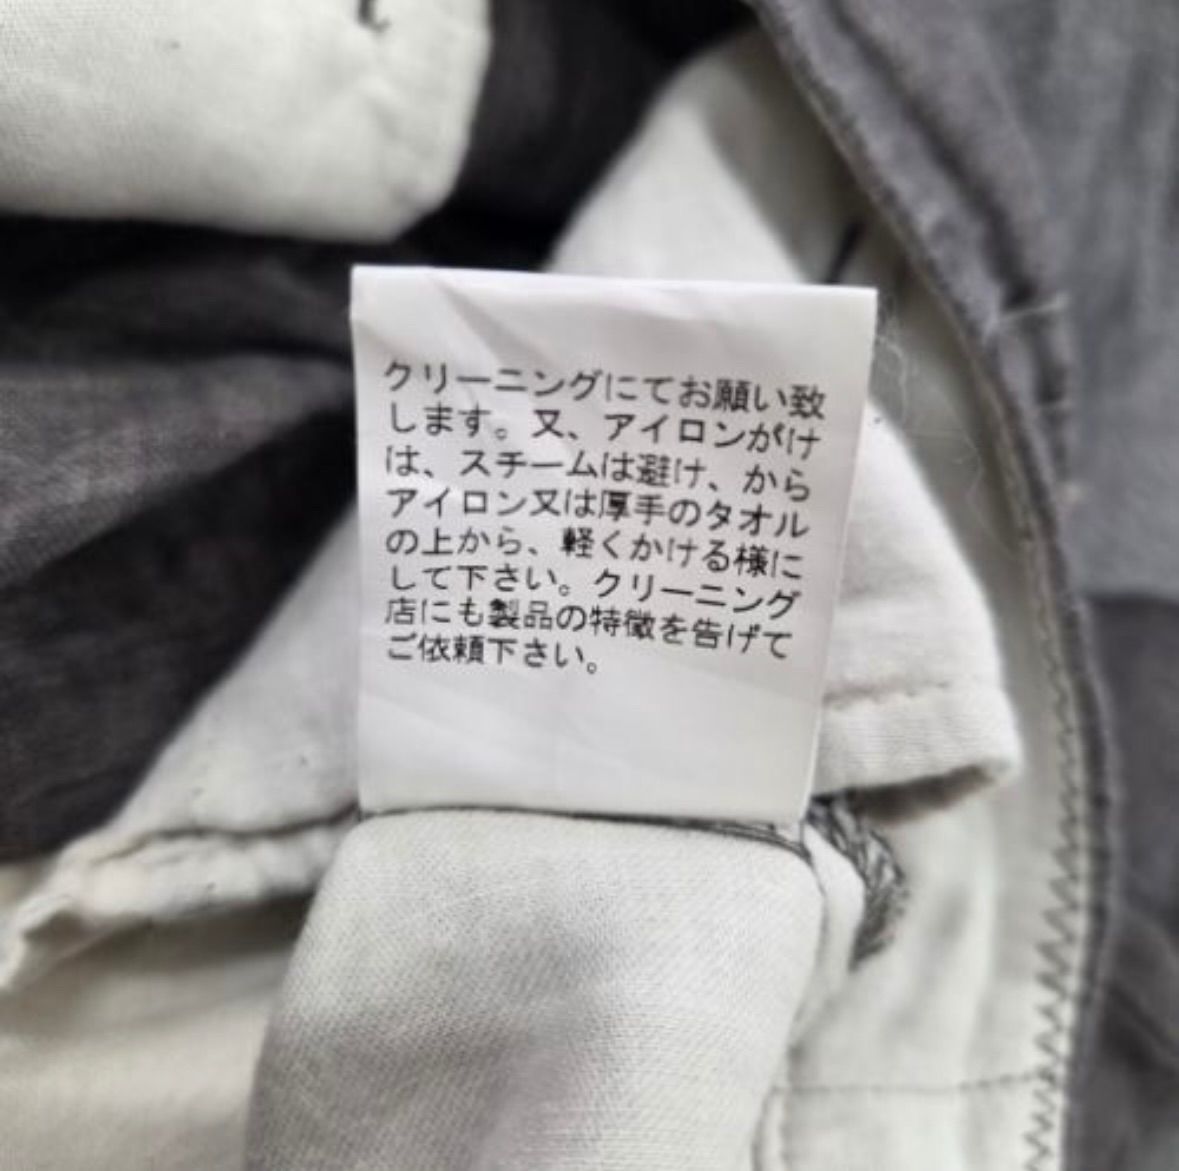 クリーニングにてお願い致
します。又、アイロンがけ
は、スチームは避け、から
アイロン又は厚手のタオル
の上から、軽くかける様に
して下さい。クリーニング
店にも製品の特徴を告げて
ご依頼下さい。